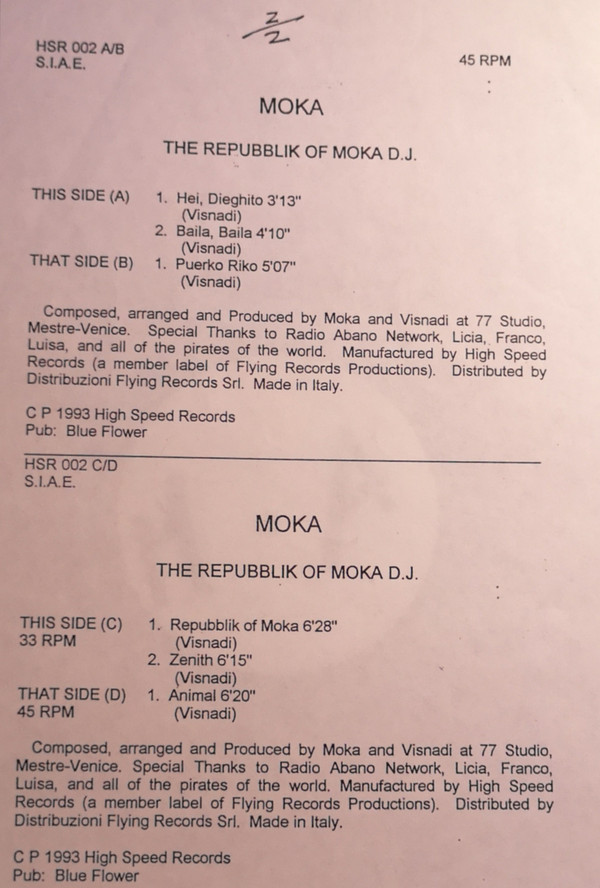 2/2
HSR 002 A/B
S.I.A.E.
45 RPM
MOKA
THE REPUBBLIK OF MOKA D.J.
THIS SIDE (A) 1. Hei, Dieghito 3'13"
(Visnadi)
2. Baila, Baila 4'10"
(Visnadi)
THAT SIDE (B) 1. Puerko Riko 5'07"
(Visnadi)
Composed, arranged and Produced by Moka and Visnadi at 77 Studio,
Mestre-Venice. Special Thanks to Radio Abano Network, Licia, Franco,
Luisa, and all of the pirates of the world. Manufactured by High Speed
Records (a member label of Flying Records Productions). Distributed by
Distribuzioni Flying Records Srl. Made in Italy.
C P 1993 High Speed Records
Pub: Blue Flower
HSR 002 C/D
S.I.A.E.
MOKA
THE REPUBBLIK OF MOKA D.J.
THIS SIDE (C) 1. Repubblik of Moka 6'28"
33 RPM (Visnadi)
2. Zenith 6'15"
(Visnadi)
THAT SIDE (D) 1. Animal 6'20"
45 RPM (Visnadi)
Composed, arranged and Produced by Moka and Visnadi at 77 Studio,
Mestre-Venice. Special Thanks to Radio Abano Network, Licia, Franco,
Luisa, and all of the pirates of the world. Manufactured by High Speed
Records (a member label of Flying Records Productions). Distributed by
Distribuzioni Flying Records Srl. Made in Italy.
C P 1993 High Speed Records
Pub: Blue Flower